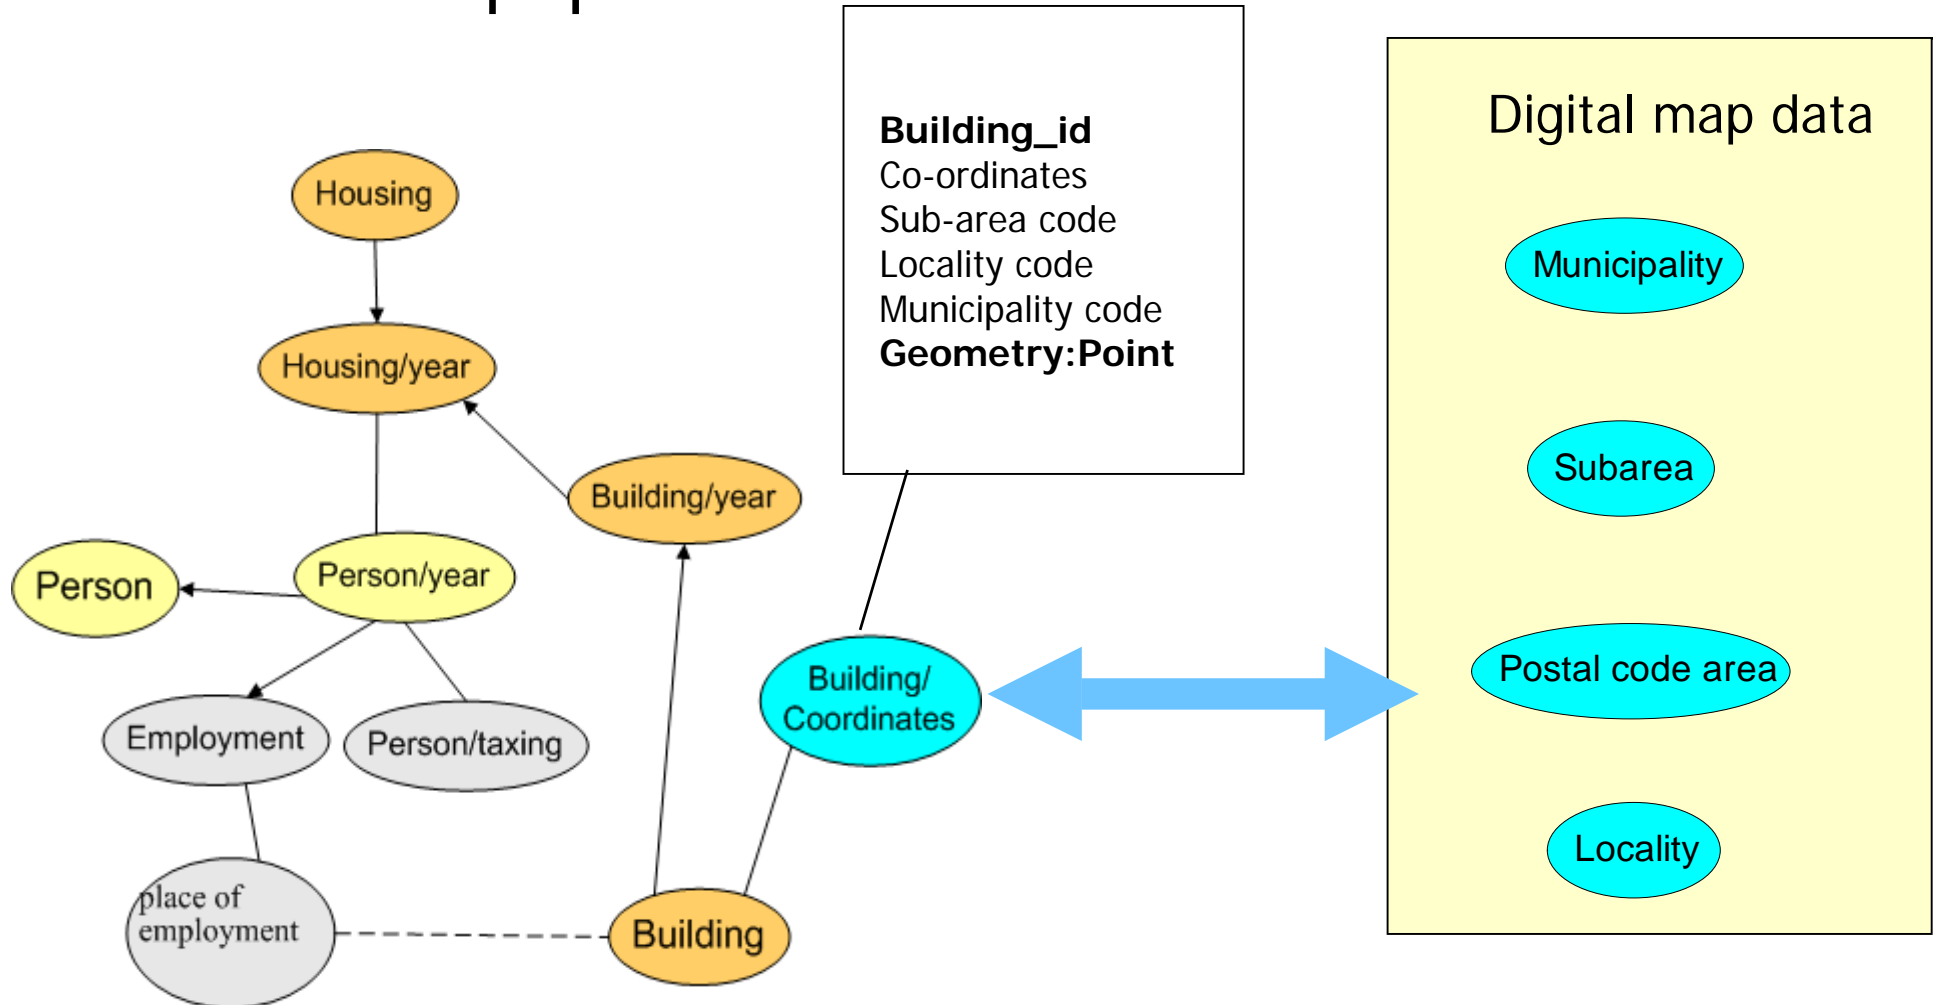 Building_id
Co-ordinates
Sub-area code
Locality code
Municipality code
Geometry:Point
Digital map data
Municipality
Subarea
Postal code area
Locality
Housing
Housing/year
Building/year
Person
Person/year
Employment
Person/taxing
Building/
Coordinates
place of
employment
Building